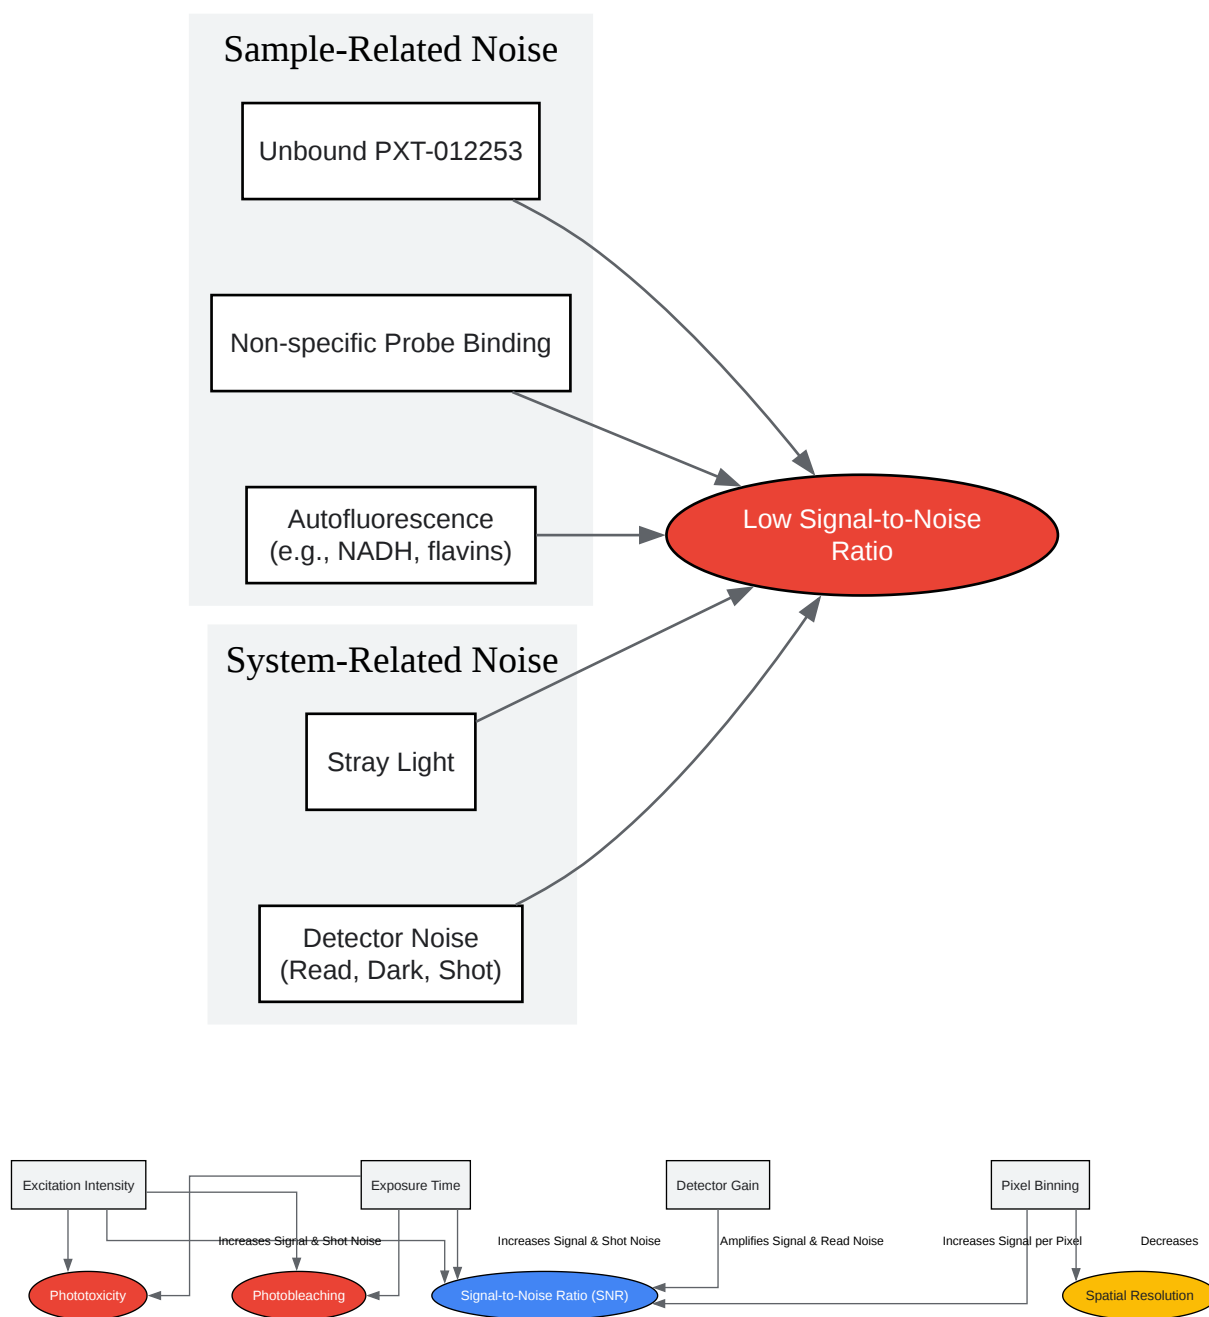 Sample-Related Noise
Unbound PXT-012253
Non-specific Probe Binding
Autofluorescence
(e.g., NADH, flavins)
Low Signal-to-Noise
Ratio
System-Related Noise
Stray Light
Detector Noise
(Read, Dark, Shot)
Excitation Intensity
Exposure Time
Detector Gain
Pixel Binning
Increases Signal & Shot Noise
Increases Signal & Shot Noise
Amplifies Signal & Read Noise
Increases Signal per Pixel
Decreases
Phototoxicity
Photobleaching
Signal-to-Noise Ratio (SNR)
Spatial Resolution